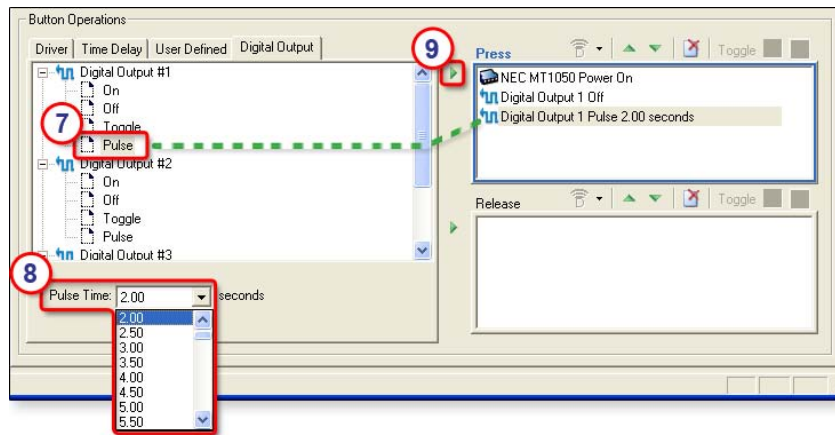 Button Operations
Driver
Time Delay
User Defined
Digital Output
9
Press
Toggle
Digital Output #1
On
Off
Toggle
7
Pulse
Digital Output #2
On
Off
Toggle
Pulse
Digital Output #3
NEC MT1050 Power On
Digital Output 1 Off
Digital Output 1 Pulse 2.00 seconds
Release
Toggle
8
Pulse Time: 2.00 seconds
2.00
2.50
3.00
3.50
4.00
4.50
5.00
5.50